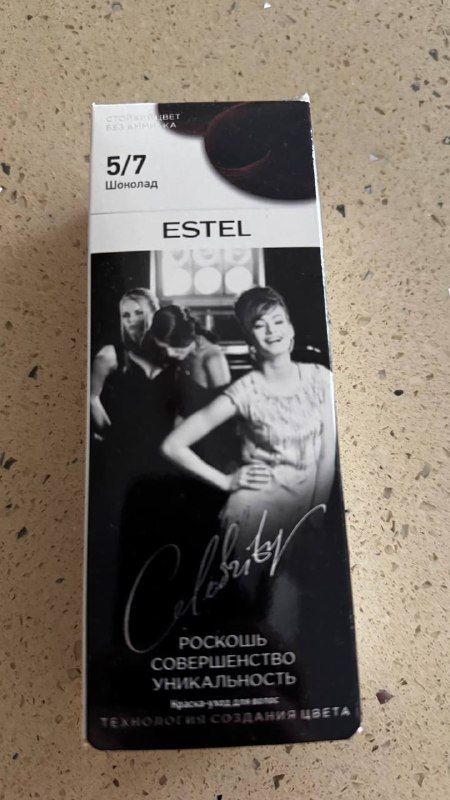 СТОЙКИЙ ЦВЕТ
БЕЗ АММИАКА
5/7
Шоколад
ESTEL
Celebrity
РОСКОШЬ
СОВЕРШЕНСТВО
УНИКАЛЬНОСТЬ
Краска-уход для волос
ТЕХНОЛОГИЯ СОЗДАНИЯ ЦВЕТА